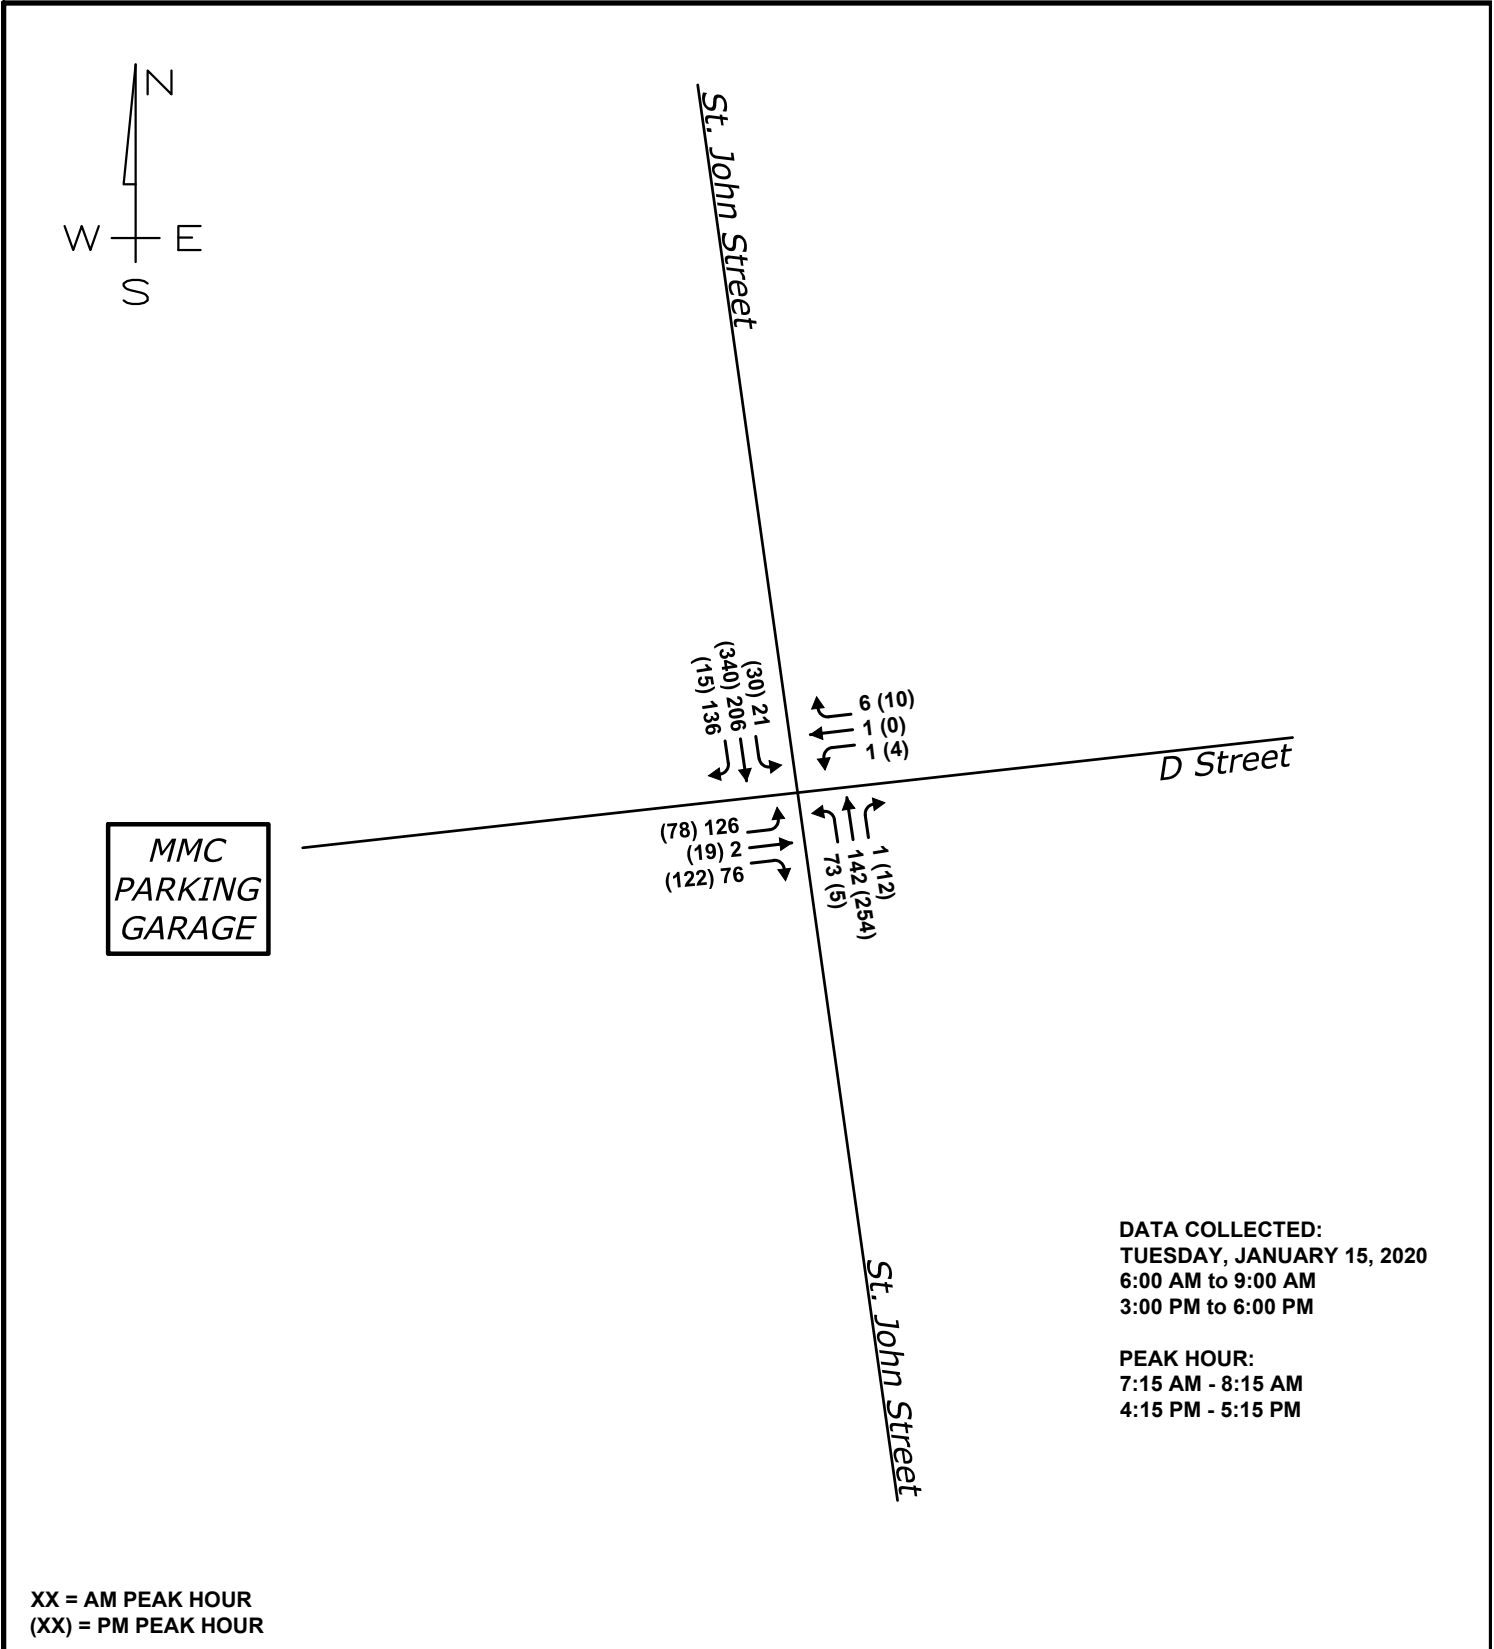 N
W E
S
St. John Street
(15) 136
(340) 206
(30) 21
6 (10)
1 (0)
1 (4)
D Street
MMC
PARKING
GARAGE
(78) 126
(19) 2
(122) 76
73 (5)
142 (254)
1 (12)
St. John Street
DATA COLLECTED:
TUESDAY, JANUARY 15, 2020
6:00 AM to 9:00 AM
3:00 PM to 6:00 PM
PEAK HOUR:
7:15 AM - 8:15 AM
4:15 PM - 5:15 PM
XX = AM PEAK HOUR
(XX) = PM PEAK HOUR